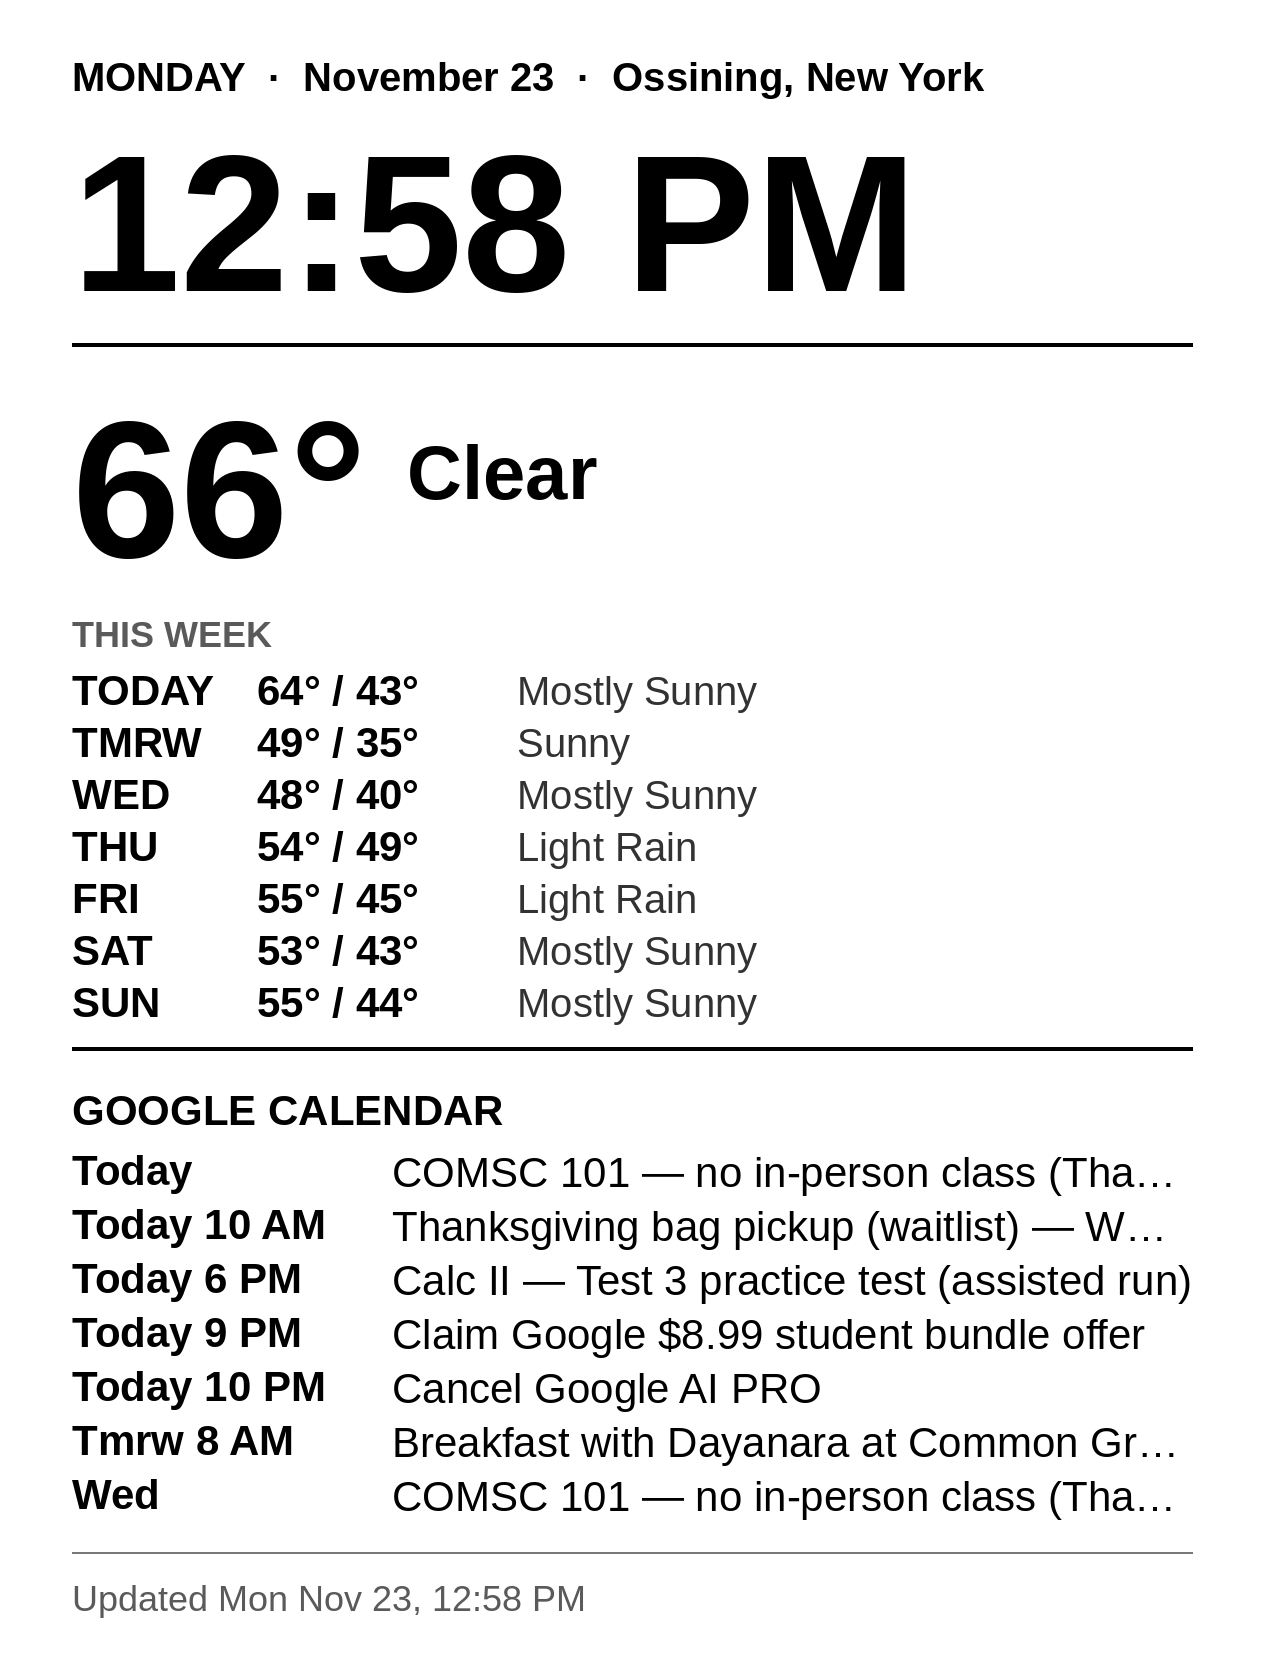 MONDAY · November 23 · Ossining, New York
12:58 PM
66° Clear
THIS WEEK
TODAY 64° / 43° Mostly Sunny
TMRW 49° / 35° Sunny
WED 48° / 40° Mostly Sunny
THU 54° / 49° Light Rain
FRI 55° / 45° Light Rain
SAT 53° / 43° Mostly Sunny
SUN 55° / 44° Mostly Sunny
GOOGLE CALENDAR
Today COMSC 101 — no in-person class (Tha…
Today 10 AM Thanksgiving bag pickup (waitlist) — W…
Today 6 PM Calc II — Test 3 practice test (assisted run)
Today 9 PM Claim Google $8.99 student bundle offer
Today 10 PM Cancel Google AI PRO
Tmrw 8 AM Breakfast with Dayanara at Common Gr…
Wed COMSC 101 — no in-person class (Tha…
Updated Mon Nov 23, 12:58 PM